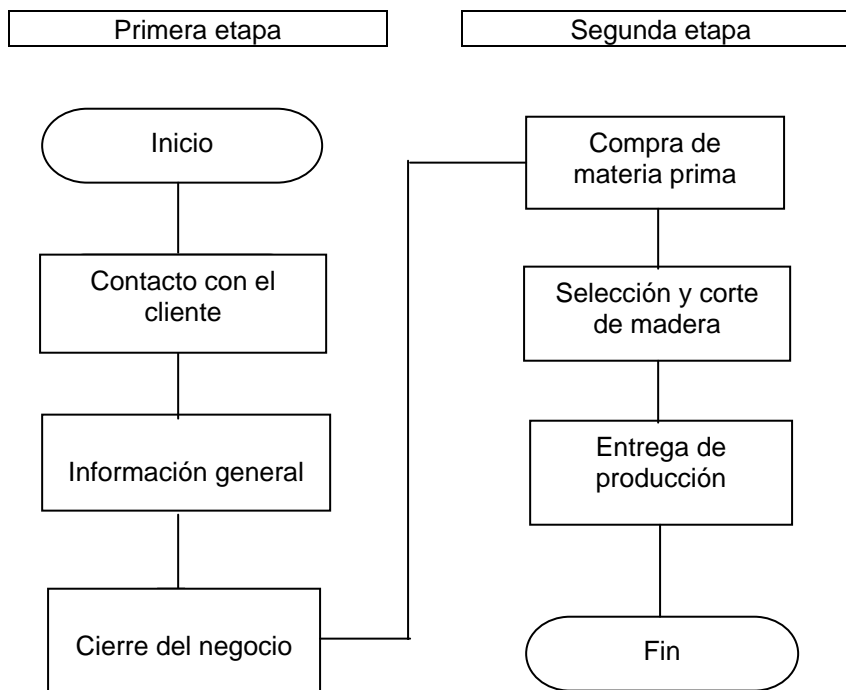 Primera etapa
Inicio
Contacto con el
cliente
Información general
Cierre del negocio
Segunda etapa
Compra de
materia prima
Selección y corte
de madera
Entrega de
producción
Fin